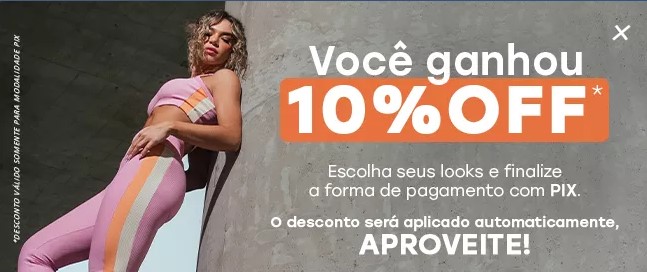 *DESCONTO VÁLIDO SOMENTE PARA MODALIDADE PIX
Você ganhou
10%OFF*
Escolha seus looks e finalize
a forma de pagamento com PIX.
O desconto será aplicado automaticamente,
APROVEITE!